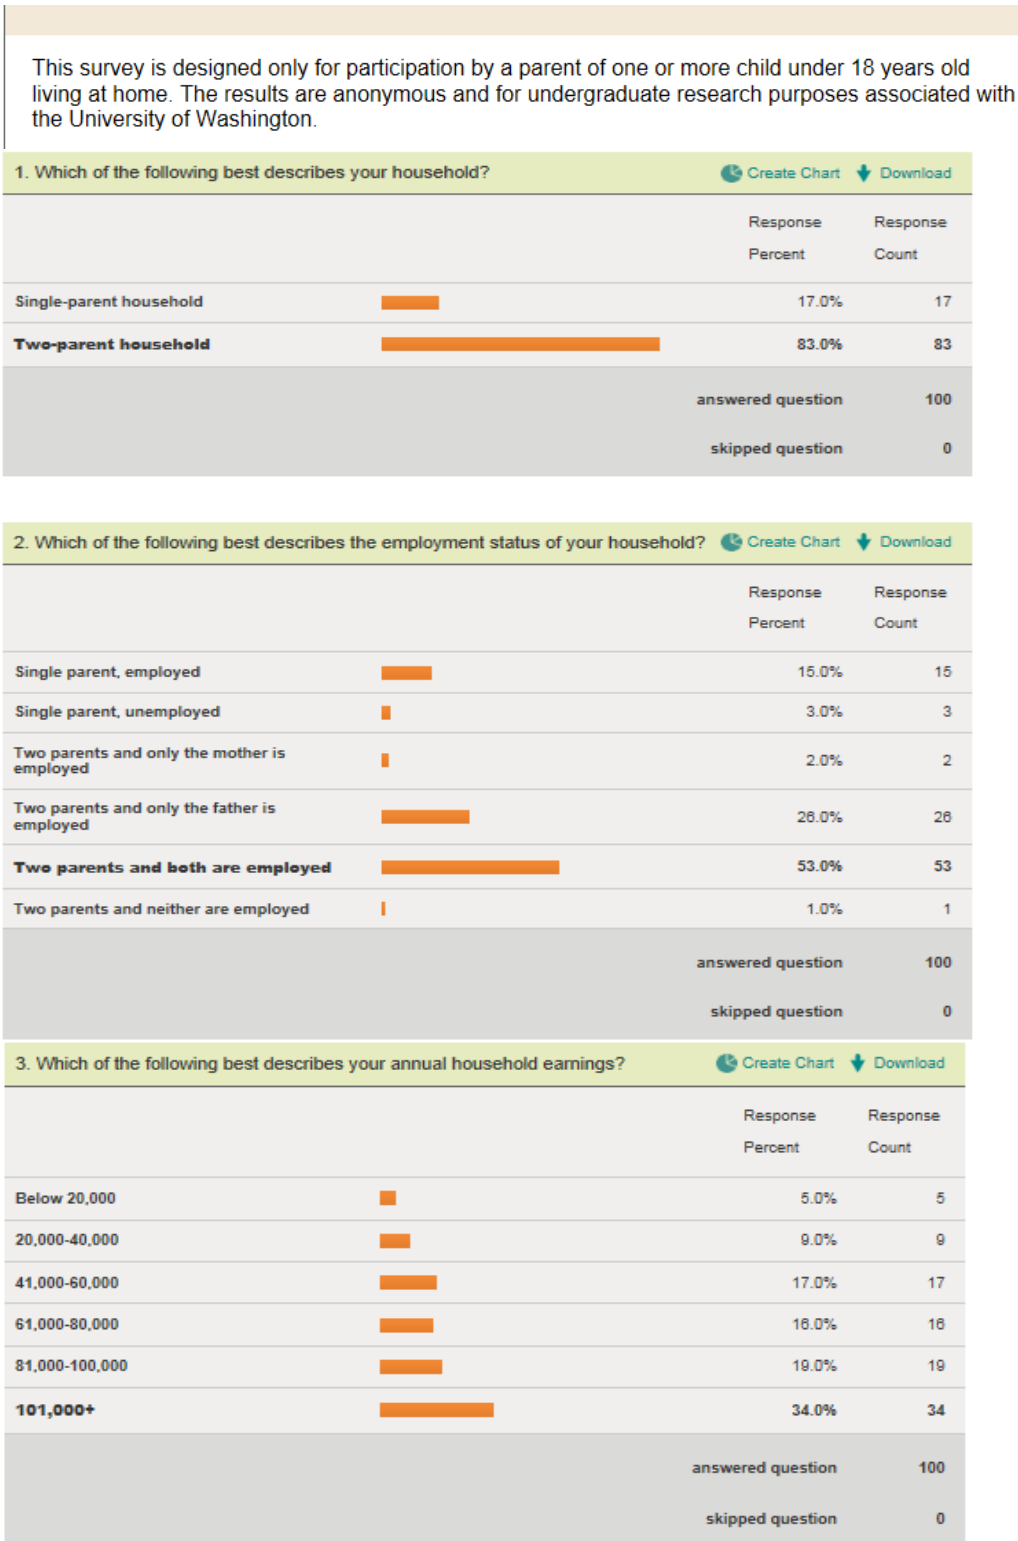 This survey is designed only for participation by a parent of one or more child under 18 years old
living at home. The results are anonymous and for undergraduate research purposes associated with
the University of Washington.
1. Which of the following best describes your household? Create Chart Download
Response Response
Percent Count
Single-parent household 17.0% 17
Two-parent household 83.0% 83
answered question 100
skipped question 0
2. Which of the following best describes the employment status of your household? Create Chart Download
Response Response
Percent Count
Single parent, employed 15.0% 15
Single parent, unemployed 3.0% 3
Two parents and only the mother is
employed 2.0% 2
Two parents and only the father is
employed 26.0% 26
Two parents and both are employed 53.0% 53
Two parents and neither are employed 1.0% 1
answered question 100
skipped question 0
3. Which of the following best describes your annual household earnings? Create Chart Download
Response Response
Percent Count
Below 20,000 5.0% 5
20,000-40,000 9.0% 9
41,000-60,000 17.0% 17
61,000-80,000 16.0% 16
81,000-100,000 19.0% 19
101,000+ 34.0% 34
answered question 100
skipped question 0